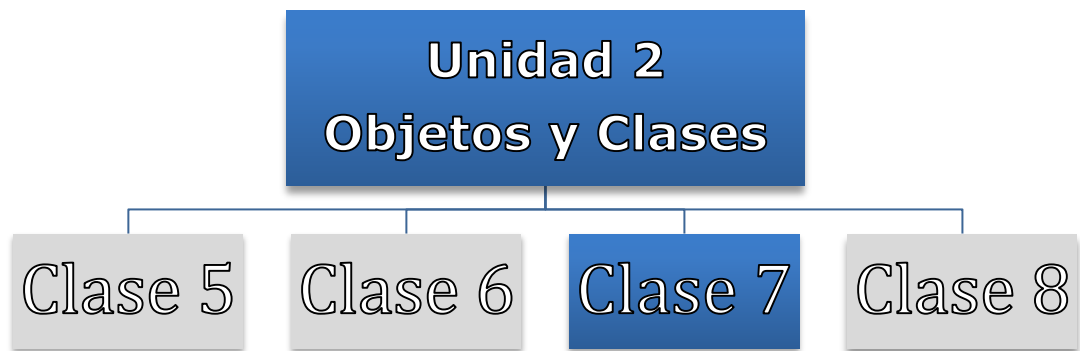 Unidad 2
Objetos y Clases
Clase 5
Clase 6
Clase 7
Clase 8